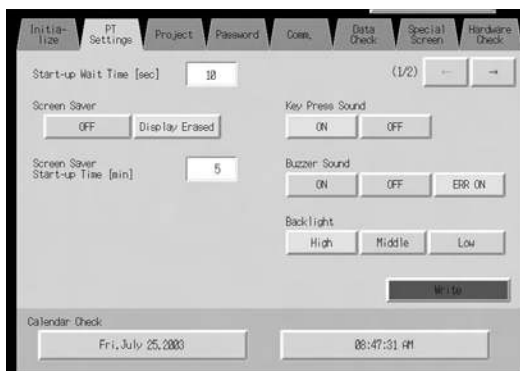 Initia-
lize
PT
Settings
Project
Password
Comm.
Data
Check
Special
Screen
Hardware
Check
Start-up Wait Time [sec]
10
(1/2)
←
→
Screen Saver
OFF
Display Erased
Key Press Sound
ON
OFF
Screen Saver
Start-up Time [min]
5
Buzzer Sound
ON
OFF
ERR ON
Backlight
High
Middle
Low
Write
Calendar Check
Fri,July 25,2003
08:47:31 AM